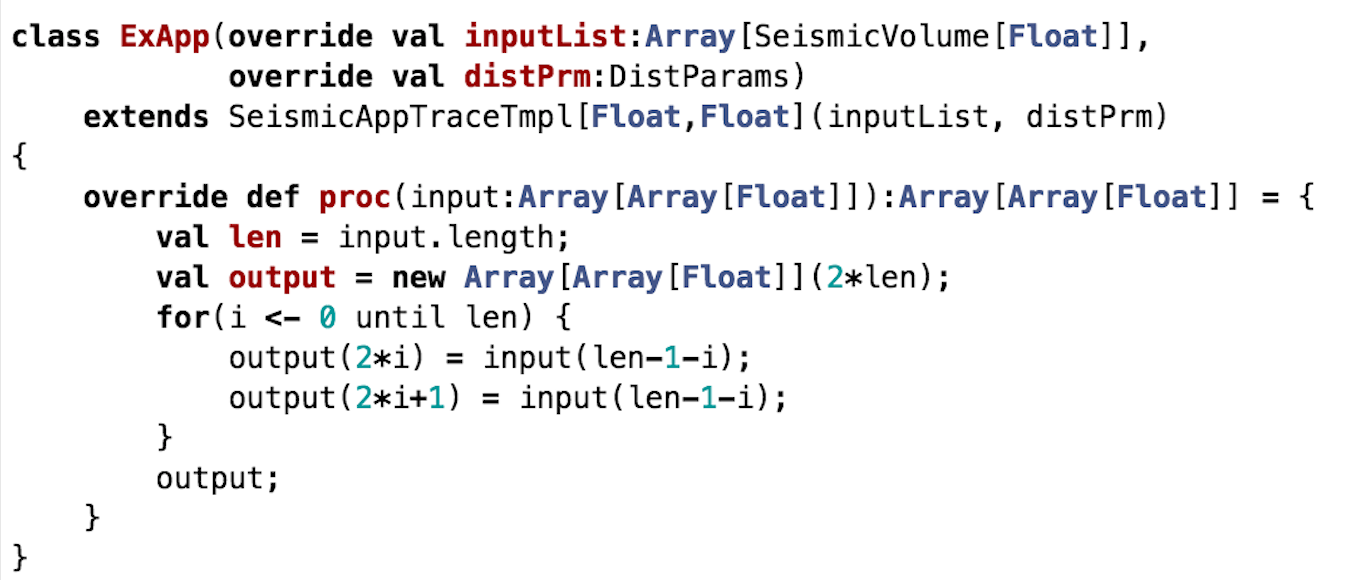 class ExApp(override val inputList:Array[SeismicVolume[Float]],
            override val distPrm:DistParams)
    extends SeismicAppTraceTmpl[Float,Float](inputList, distPrm)
{
    override def proc(input:Array[Array[Float]]):Array[Array[Float]] = {
        val len = input.length;
        val output = new Array[Array[Float]](2*len);
        for(i <- 0 until len) {
            output(2*i) = input(len-1-i);
            output(2*i+1) = input(len-1-i);
        }
        output;
    }
}